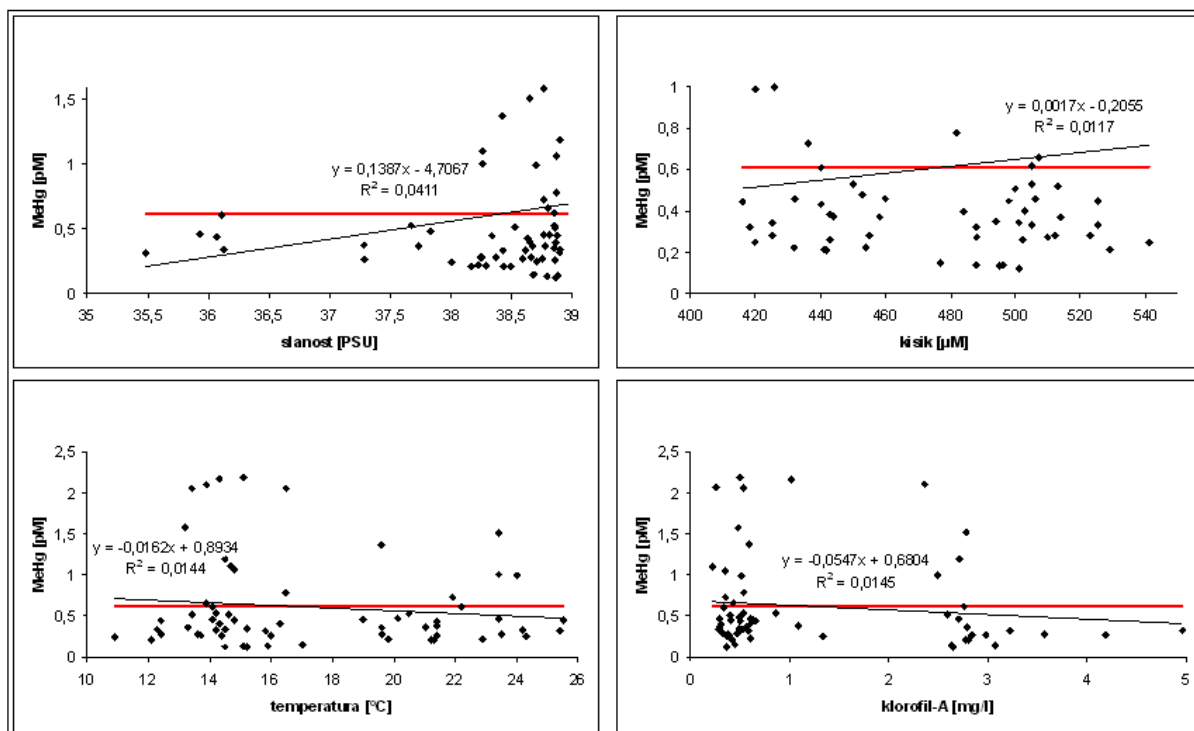 MeHg [pM]
1,5
1
0,5
0
y = 0,1387x - 4,7067
R² = 0,0411
35 35,5 36 36,5 37 37,5 38 38,5 39
slanost [PSU]
MeHg [pM]
1
0,8
0,6
0,4
0,2
0
y = 0,0017x - 0,2055
R² = 0,0117
400 420 440 460 480 500 520 540
kisik [µM]
MeHg [pM]
2,5
2
1,5
1
0,5
0
y = -0,0162x + 0,8934
R² = 0,0144
10 12 14 16 18 20 22 24 26
temperatura [°C]
MeHg [pM]
2,5
2
1,5
1
0,5
0
y = -0,0547x + 0,6804
R² = 0,0145
0 1 2 3 4 5
klorofil-A [mg/l]